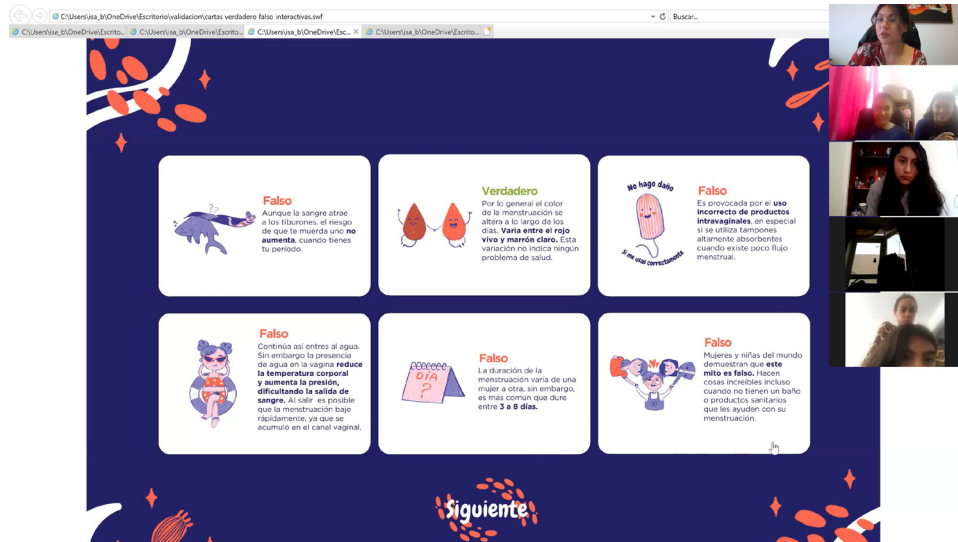 C:\Users\isa_b\OneDrive\Escritorio\validacion\cartas verdadero falso interactivas.swf
Buscar...
C:\Users\isa_b\OneDrive\Escrito...
C:\Users\isa_b\OneDrive\Escrito...
C:\Users\isa_b\OneDrive\Esc...
C:\Users\isa_b\OneDrive\Escrito...
Falso
Aunque la sangre atrae
a los tiburones, el riesgo
de que te muerda uno no
aumenta, cuando tienes
tu periodo.
Verdadero
Por lo general el color
de la menstruación se
altera a lo largo de los
días. Varia entre el rojo
vivo y marrón claro. Esta
variación no indica ningún
problema de salud.
No hago daño
Si me usas correctamente
Falso
Es provocada por el uso
incorrecto de productos
intravaginales, en especial
si se utiliza tampones
altamente absorbentes
cuando existe poco flujo
menstrual.
Falso
Continúa así entres al agua.
Sin embargo la presencia
de agua en la vagina reduce
la temperatura corporal
y aumenta la presión,
dificultando la salida de
sangre. Al salir es posible
que la menstruación baje
rápidamente, ya que se
acumuló en el canal vaginal.
DÍA
?
Falso
La duración de la
menstruación varía de una
mujer a otra, sin embargo,
es más común que dure
entre 3 a 8 días.
Falso
Mujeres y niñas del mundo
demuestran que este
mito es falso. Hacen
cosas increíbles incluso
cuando no tienen un baño
o productos sanitarios
que les ayuden con su
menstruación.
Siguiente